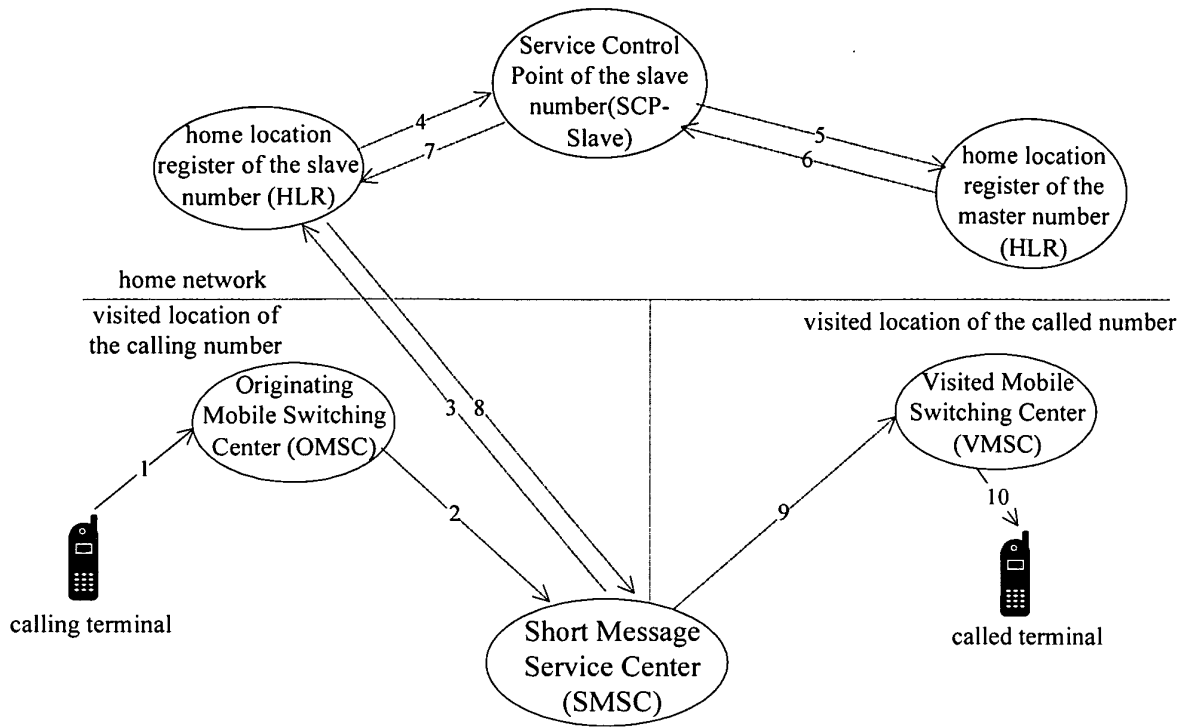 Service Control
Point of the slave
number(SCP-
Slave)
home location
register of the slave
number (HLR)
4
7
5
6
home location
register of the
master number
(HLR)
home network
visited location of
the calling number
visited location of the called number
Originating
Mobile Switching
Center (OMSC)
3
8
Visited Mobile
Switching Center
(VMSC)
1
2
9
10
calling terminal
called terminal
Short Message
Service Center
(SMSC)